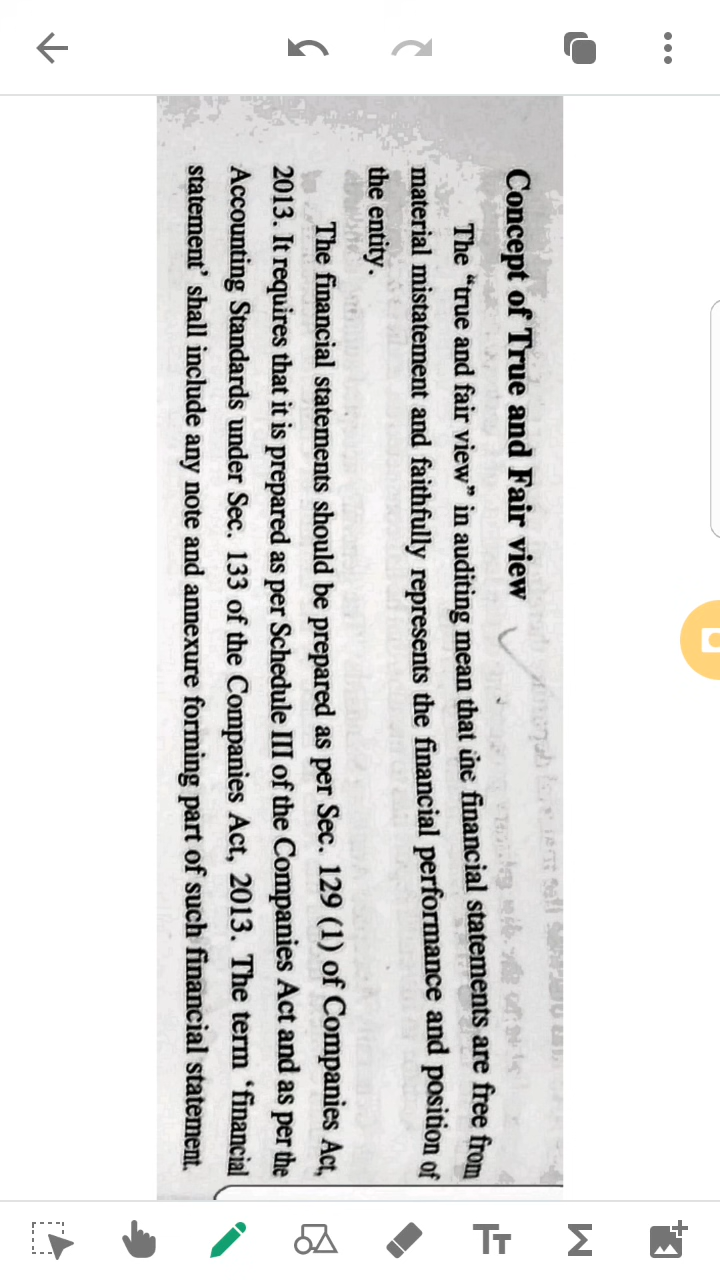 Concept of True and Fair view
The “true and fair view” in auditing mean that the financial statements are free from
material mistatement and faithfully represents the financial performance and position of
the entity.
The financial statements should be prepared as per Sec. 129 (1) of Companies Act,
2013. It requires that it is prepared as per Schedule III of the Companies Act and as per the
Accounting Standards under Sec. 133 of the Companies Act, 2013. The term ‘financial
statement’ shall include any note and annexure forming part of such financial statement.